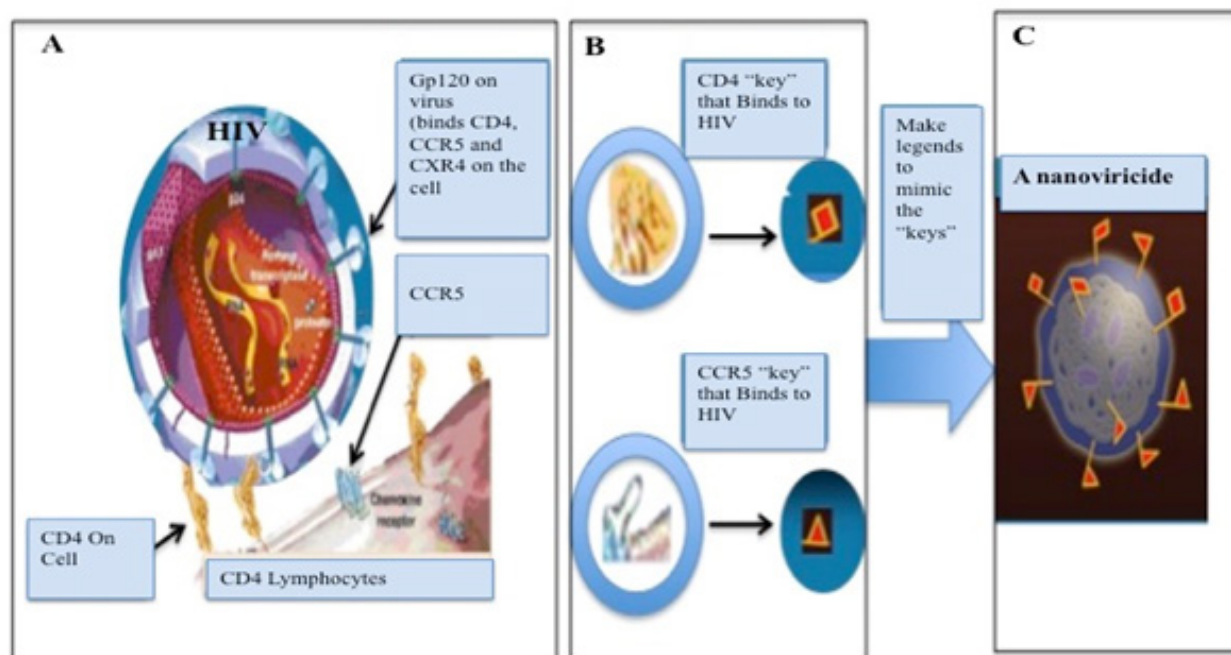 A
HIV
Gp120 on
virus
(binds CD4,
CCR5 and
CXR4 on the
cell
CCR5
Chemokine
receptor
CD4 On
Cell
CD4 Lymphocytes
B
CD4 “key”
that Binds to
HIV
CCR5 “key”
that Binds to
HIV
Make
legends
to
mimic
the
“keys”
C
A nanoviricide